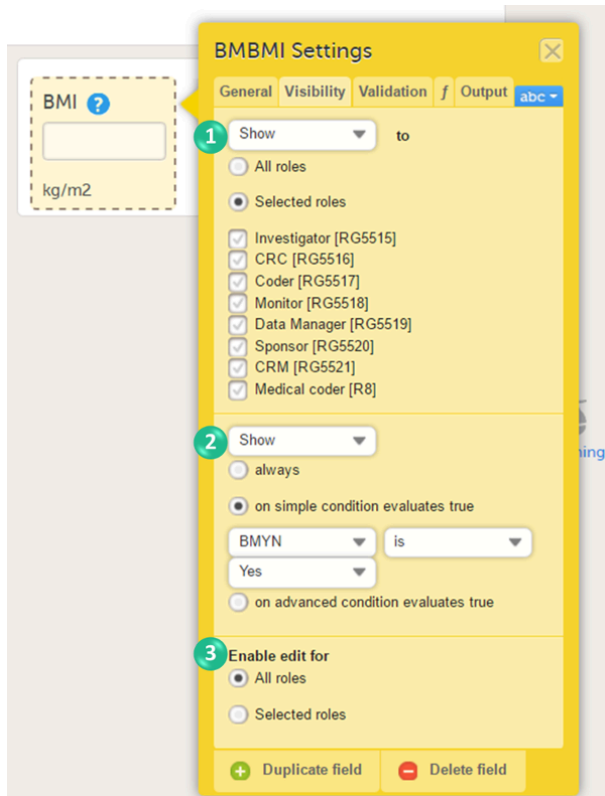 BMI ?
kg/m2
BMBMI Settings
General Visibility Validation f Output abc
1 Show to
All roles
Selected roles
Investigator [RG5515]
CRC [RG5516]
Coder [RG5517]
Monitor [RG5518]
Data Manager [RG5519]
Sponsor [RG5520]
CRM [RG5521]
Medical coder [R8]
2 Show
always
on simple condition evaluates true
BMYN is
Yes
on advanced condition evaluates true
3 Enable edit for
All roles
Selected roles
Duplicate field Delete field
ning